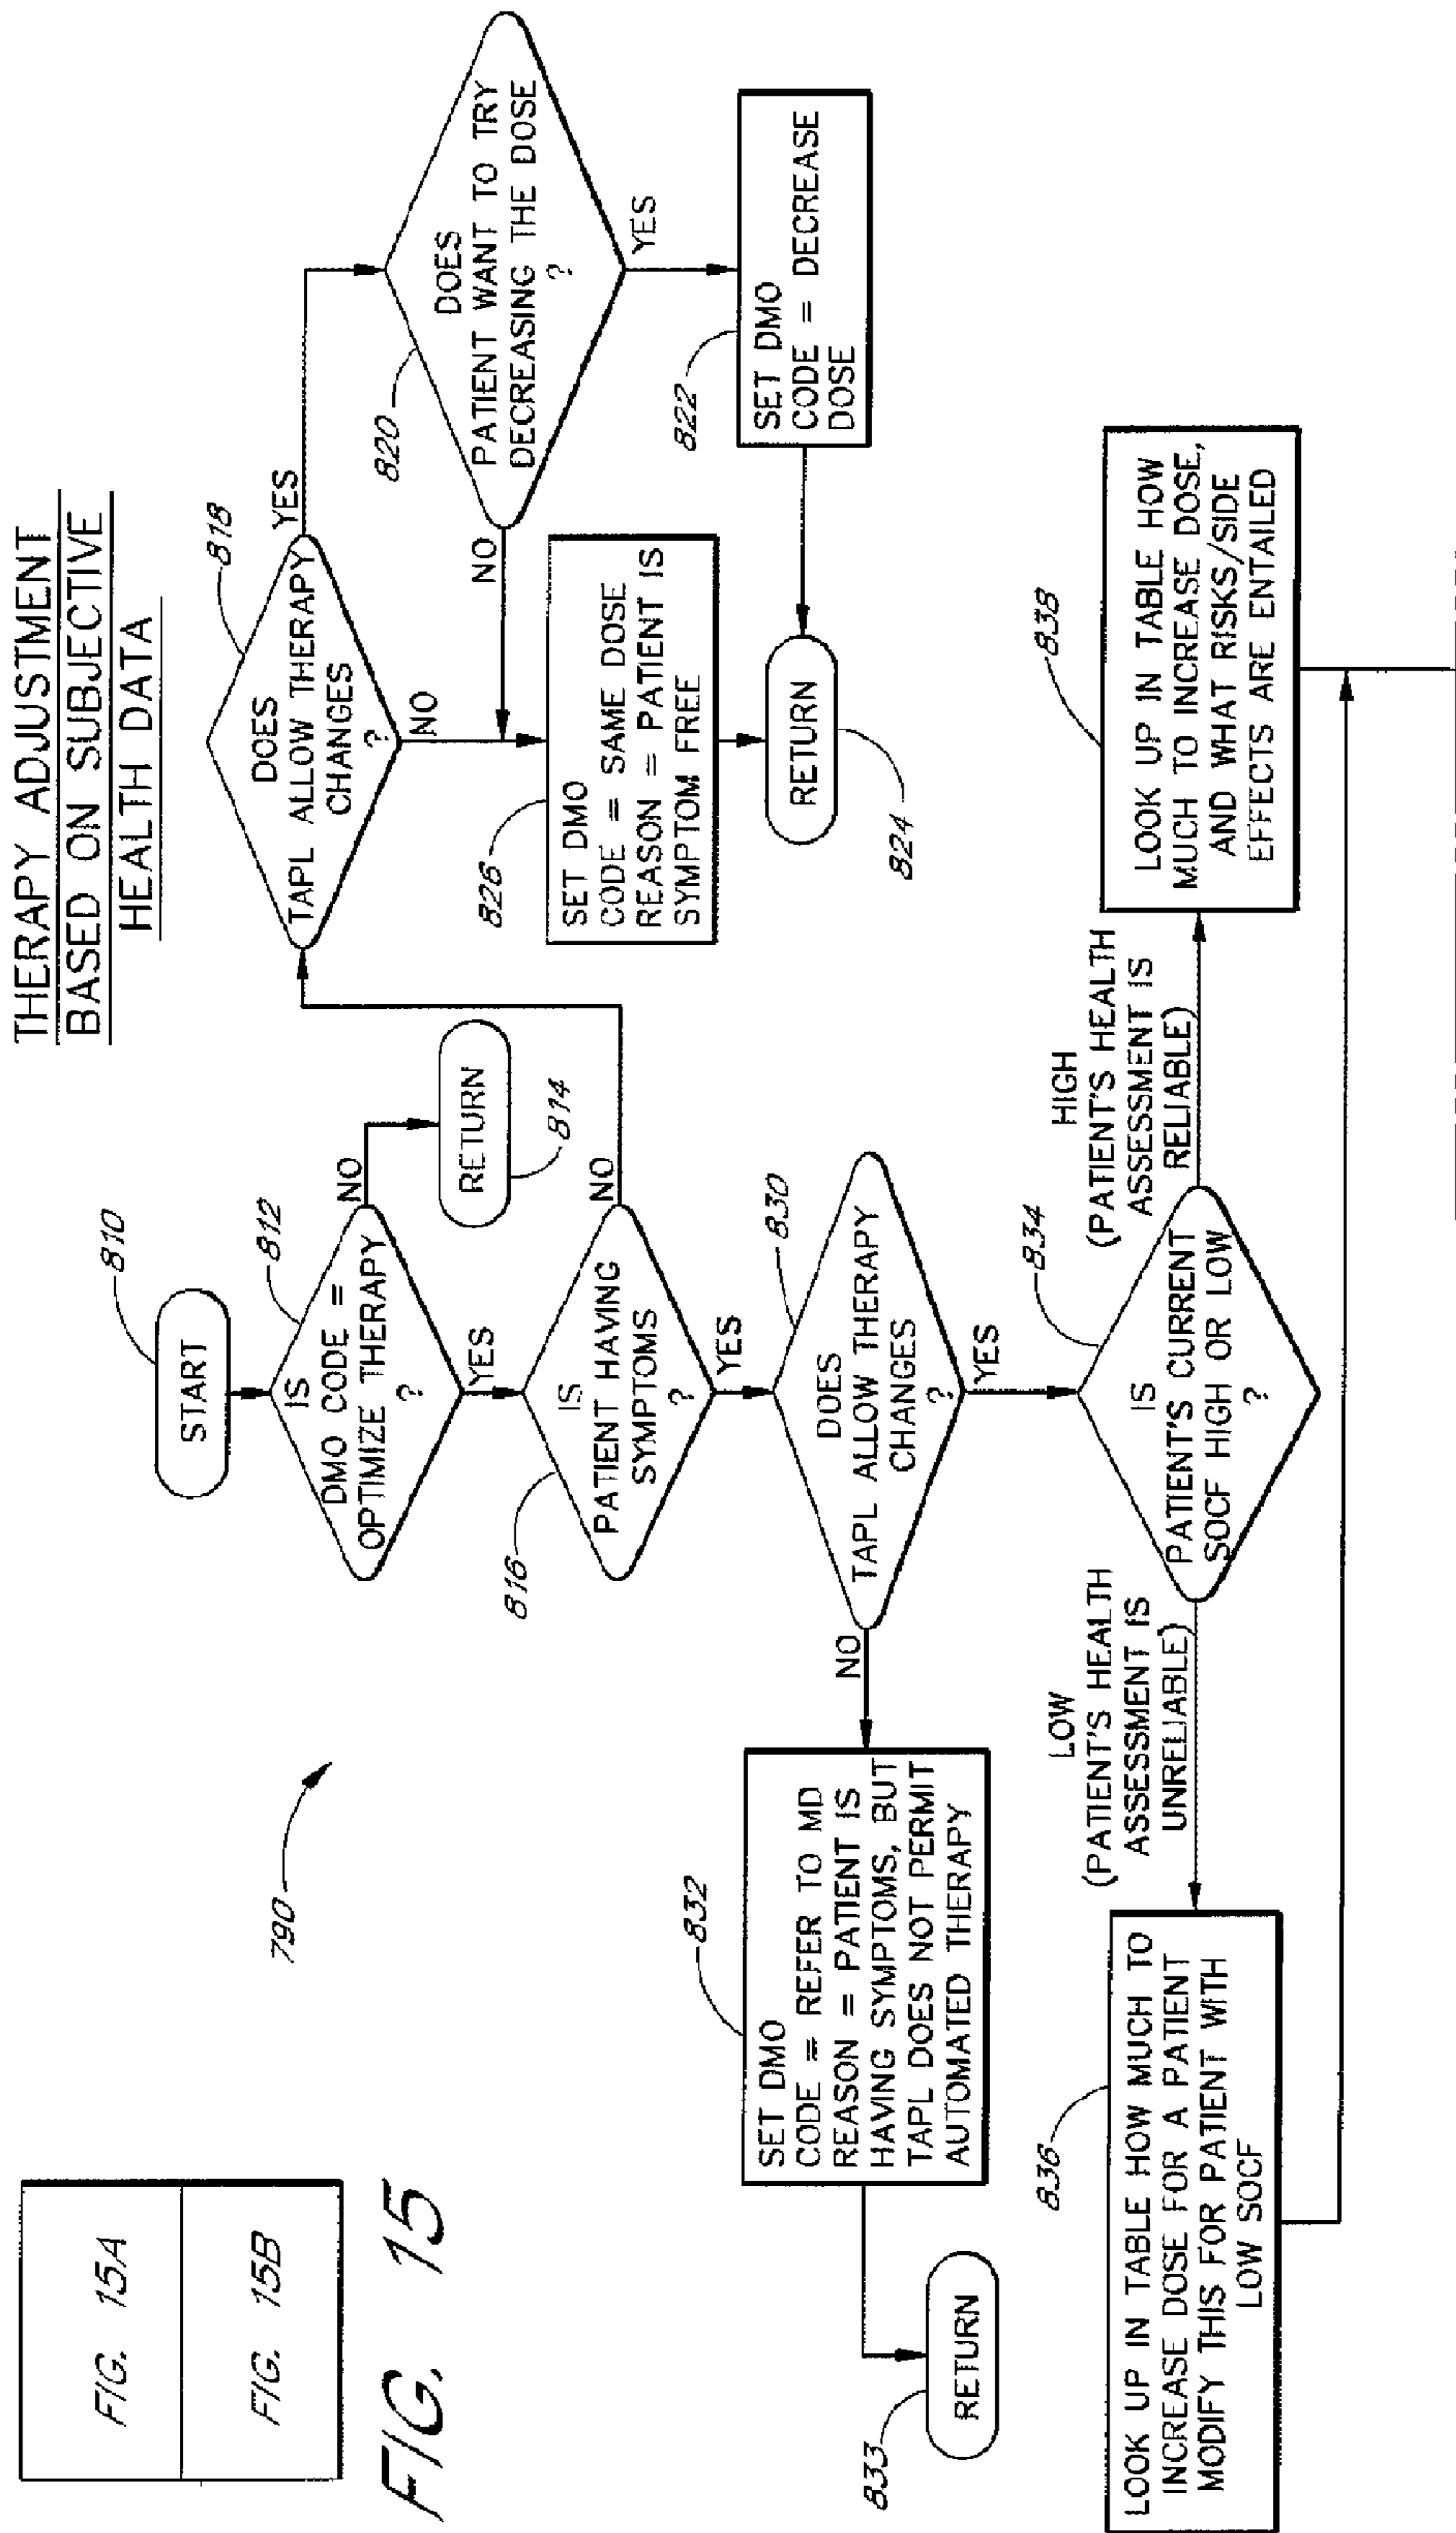 FIG. 15A
FIG. 15B
FIG. 15
790
THERAPY ADJUSTMENT
BASED ON SUBJECTIVE
HEALTH DATA
START
810
IS
DMO CODE =
OPTIMIZE THERAPY
?
812
NO
RETURN
814
YES
IS
PATIENT HAVING
SYMPTOMS
?
816
NO
DOES
TAPL ALLOW THERAPY
CHANGES
?
818
YES
DOES
PATIENT WANT TO TRY
DECREASING THE DOSE
?
820
NO
YES
NO
SET DMO
CODE = SAME DOSE
REASON = PATIENT IS
SYMPTOM FREE
826
SET DMO
CODE = DECREASE
DOSE
822
RETURN
824
YES
DOES
TAPL ALLOW THERAPY
CHANGES
?
830
NO
SET DMO
CODE = REFER TO MD
REASON = PATIENT IS
HAVING SYMPTOMS, BUT
TAPL DOES NOT PERMIT
AUTOMATED THERAPY
832
RETURN
833
YES
IS
PATIENT'S CURRENT
SOCF HIGH OR LOW
?
834
LOW
(PATIENT'S HEALTH
ASSESSMENT IS
UNRELIABLE)
LOOK UP IN TABLE HOW MUCH TO
INCREASE DOSE FOR A PATIENT
MODIFY THIS FOR PATIENT WITH
LOW SOCF
836
HIGH
(PATIENT'S HEALTH
ASSESSMENT IS
RELIABLE)
LOOK UP IN TABLE HOW
MUCH TO INCREASE DOSE,
AND WHAT RISKS/SIDE
EFFECTS ARE ENTAILED
838